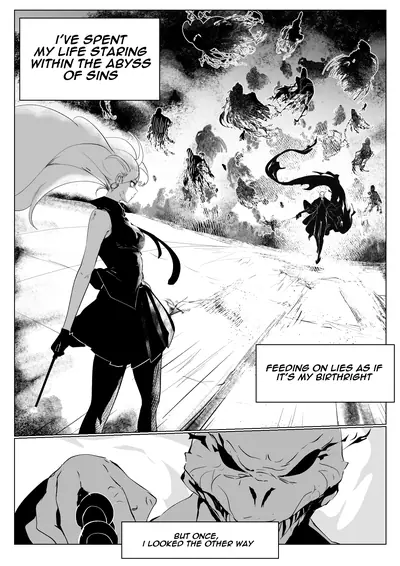 I'VE SPENT
MY LIFE STARING
WITHIN THE ABYSS
OF SINS
FEEDING ON LIES AS IF
IT'S MY BIRTHRIGHT
BUT ONCE,
I LOOKED THE OTHER WAY